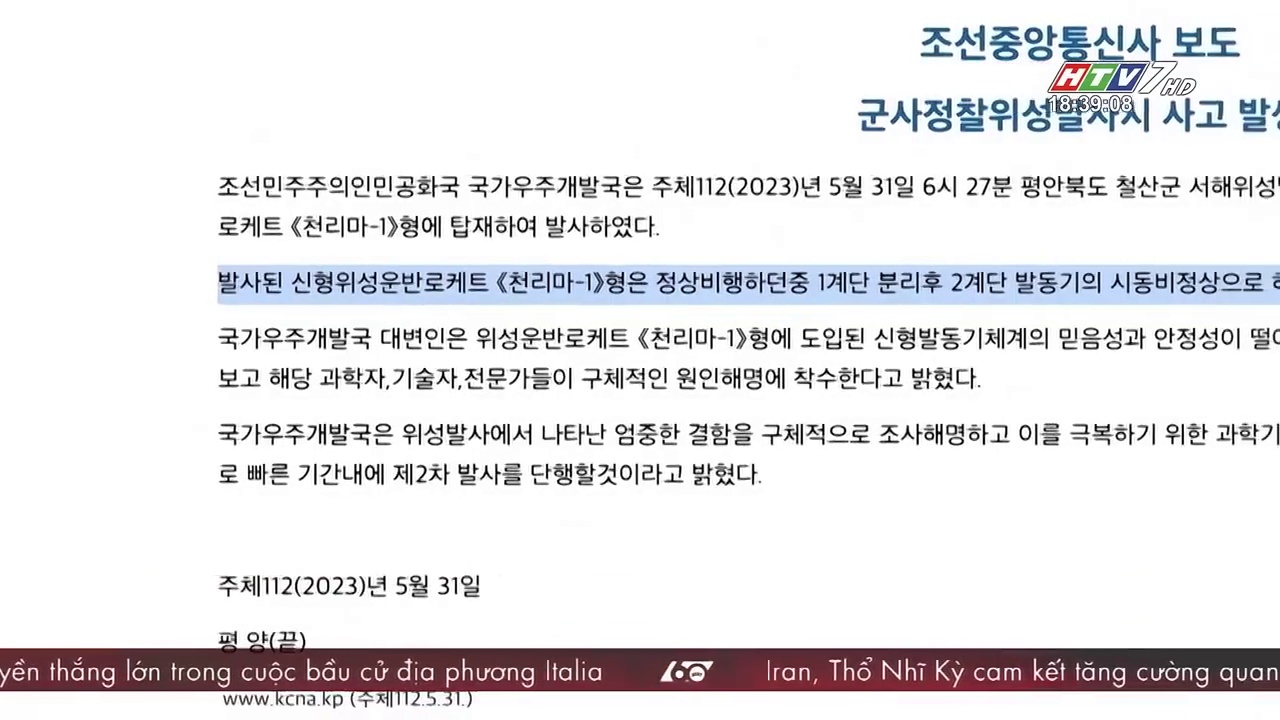 조선중앙통신사 보도
HTV7HD
18:39:08
군사정찰위성발사시 사고
조선민주주의인민공화국 국가우주개발국은 주체112(2023)년 5월 31일 6시 27분 평안북도 철산군 서해위성
로케트 《천리마-1》형에 탑재하여 발사하였다.
발사된 신형위성운반로케트 《천리마-1》형은 정상비행하던중 1계단 분리후 2계단 발동기의 시동비정상으로
국가우주개발국 대변인은 위성운반로케트 《천리마-1》형에 도입된 신형발동기체계의 믿음성과 안정성이
보고 해당 과학자,기술자,전문가들이 구체적인 원인해명에 착수한다고 밝혔다.
국가우주개발국은 위성발사에서 나타난 엄중한 결함을 구체적으로 조사해명하고 이를 극복하기 위한 과학기
로 빠른 기간내에 제2차 발사를 단행할것이라고 밝혔다.
주체112(2023)년 5월 31일
평 양(끝)
yền thắng lớn trong cuộc bầu cử địa phương Italia 60 Iran, Thổ Nhĩ Kỳ cam kết tăng cường quan
www.kcna.kp (주체112.5.31.)